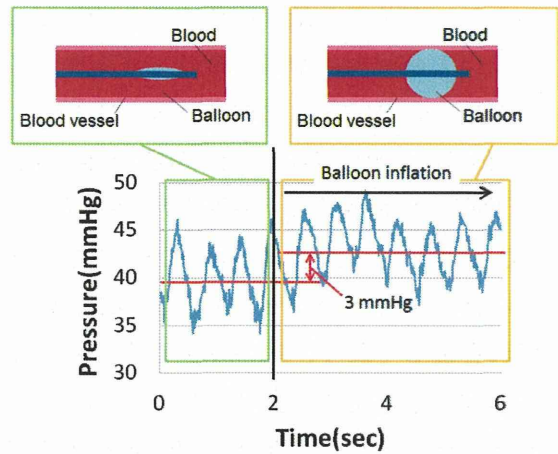 Blood
Blood vessel
Balloon
Blood
Blood vessel
Balloon
Balloon inflation
3 mmHg
Pressure(mmHg)
50
45
40
35
30
0
2
4
6
Time(sec)